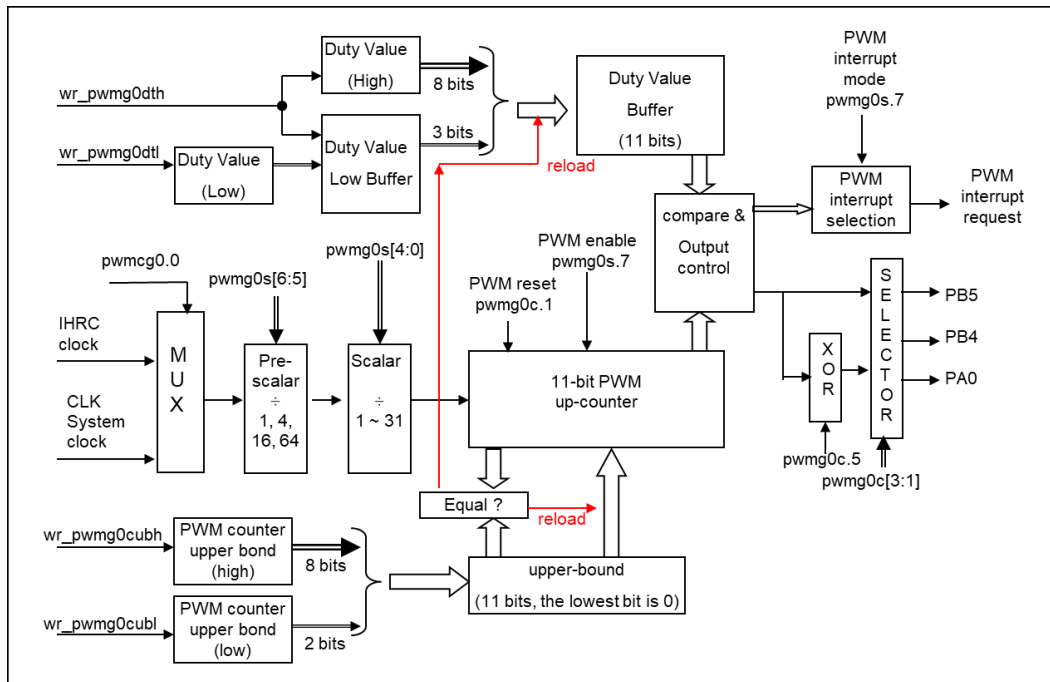 wr_pwmg0dth
wr_pwmg0dtl
Duty Value
(High)
8 bits
Duty Value
(Low)
Duty Value
Low Buffer
3 bits
reload
Duty Value
Buffer
(11 bits)
PWM
interrupt
mode
pwmg0s.7
PWM
interrupt
selection
PWM
interrupt
request
compare &
Output
control
pwmcg0.0
pwmg0s[6:5]
pwmg0s[4:0]
PWM reset
pwmg0c.1
PWM enable
pwmg0s.7
IHRC
clock
CLK
System
clock
M
U
X
Pre-
scalar
÷
1, 4,
16, 64
Scalar
÷
1 ~ 31
11-bit PWM
up-counter
XOR
pwmg0c.5
S
E
L
E
C
T
O
R
pwmg0c[3:1]
PB5
PB4
PA0
Equal ?
reload
wr_pwmg0cubh
PWM counter
upper bond
(high)
8 bits
wr_pwmg0cubl
PWM counter
upper bond
(low)
2 bits
upper-bound
(11 bits, the lowest bit is 0)